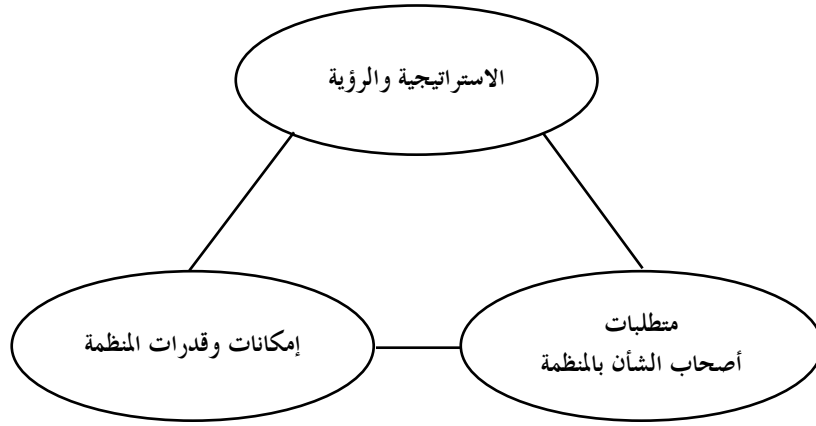 الاستراتيجية والرؤية
متطلبات
أصحاب الشأن بالمنظمة
إمكانات وقدرات المنظمة